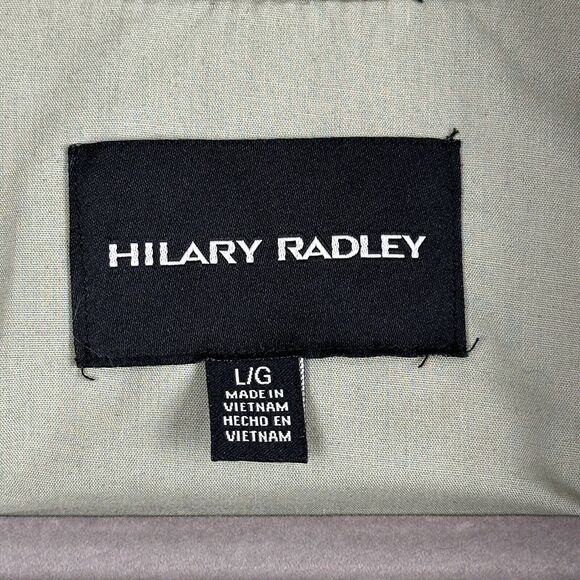 HILARY RADLEY
L/G
MADE IN
VIETNAM
HECHO EN
VIETNAM